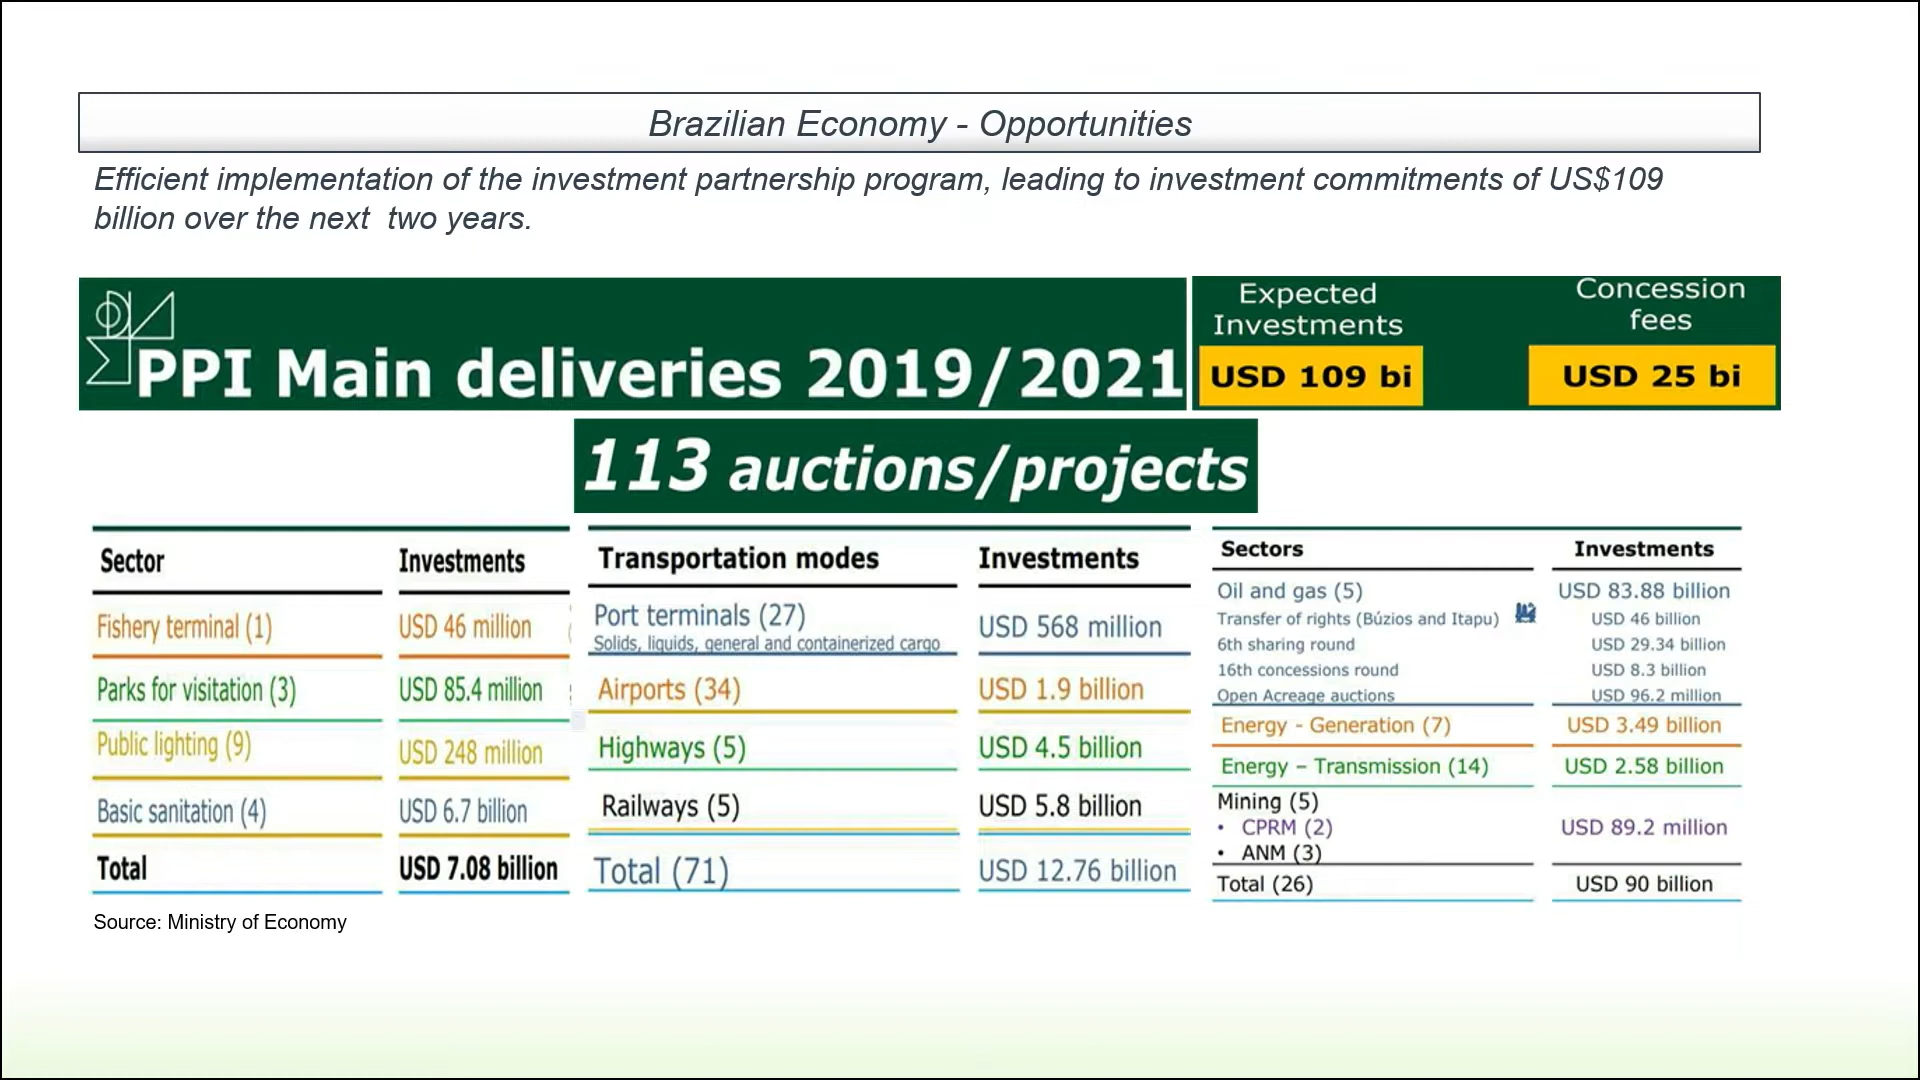 Brazilian Economy - Opportunities
Efficient implementation of the investment partnership program, leading to investment commitments of US$109
billion over the next two years.
PPI Main deliveries 2019/2021
Expected
Investments
USD 109 bi
Concession
fees
USD 25 bi
113 auctions/projects
Sector Investments
Fishery terminal (1) USD 46 million
Parks for visitation (3) USD 85.4 million
Public lighting (9) USD 248 million
Basic sanitation (4) USD 6.7 billion
Total USD 7.08 billion
Transportation modes Investments
Port terminals (27) USD 568 million
Solids, liquids, general and containerized cargo
Airports (34) USD 1.9 billion
Highways (5) USD 4.5 billion
Railways (5) USD 5.8 billion
Total (71) USD 12.76 billion
Sectors Investments
Oil and gas (5) USD 83.88 billion
Transfer of rights (Búzios and Itapu) USD 46 billion
6th sharing round USD 29.34 billion
16th concessions round USD 8.3 billion
Open Acreage auctions USD 96.2 million
Energy - Generation (7) USD 3.49 billion
Energy – Transmission (14) USD 2.58 billion
Mining (5)
• CPRM (2) USD 89.2 million
• ANM (3)
Total (26) USD 90 billion
Source: Ministry of Economy